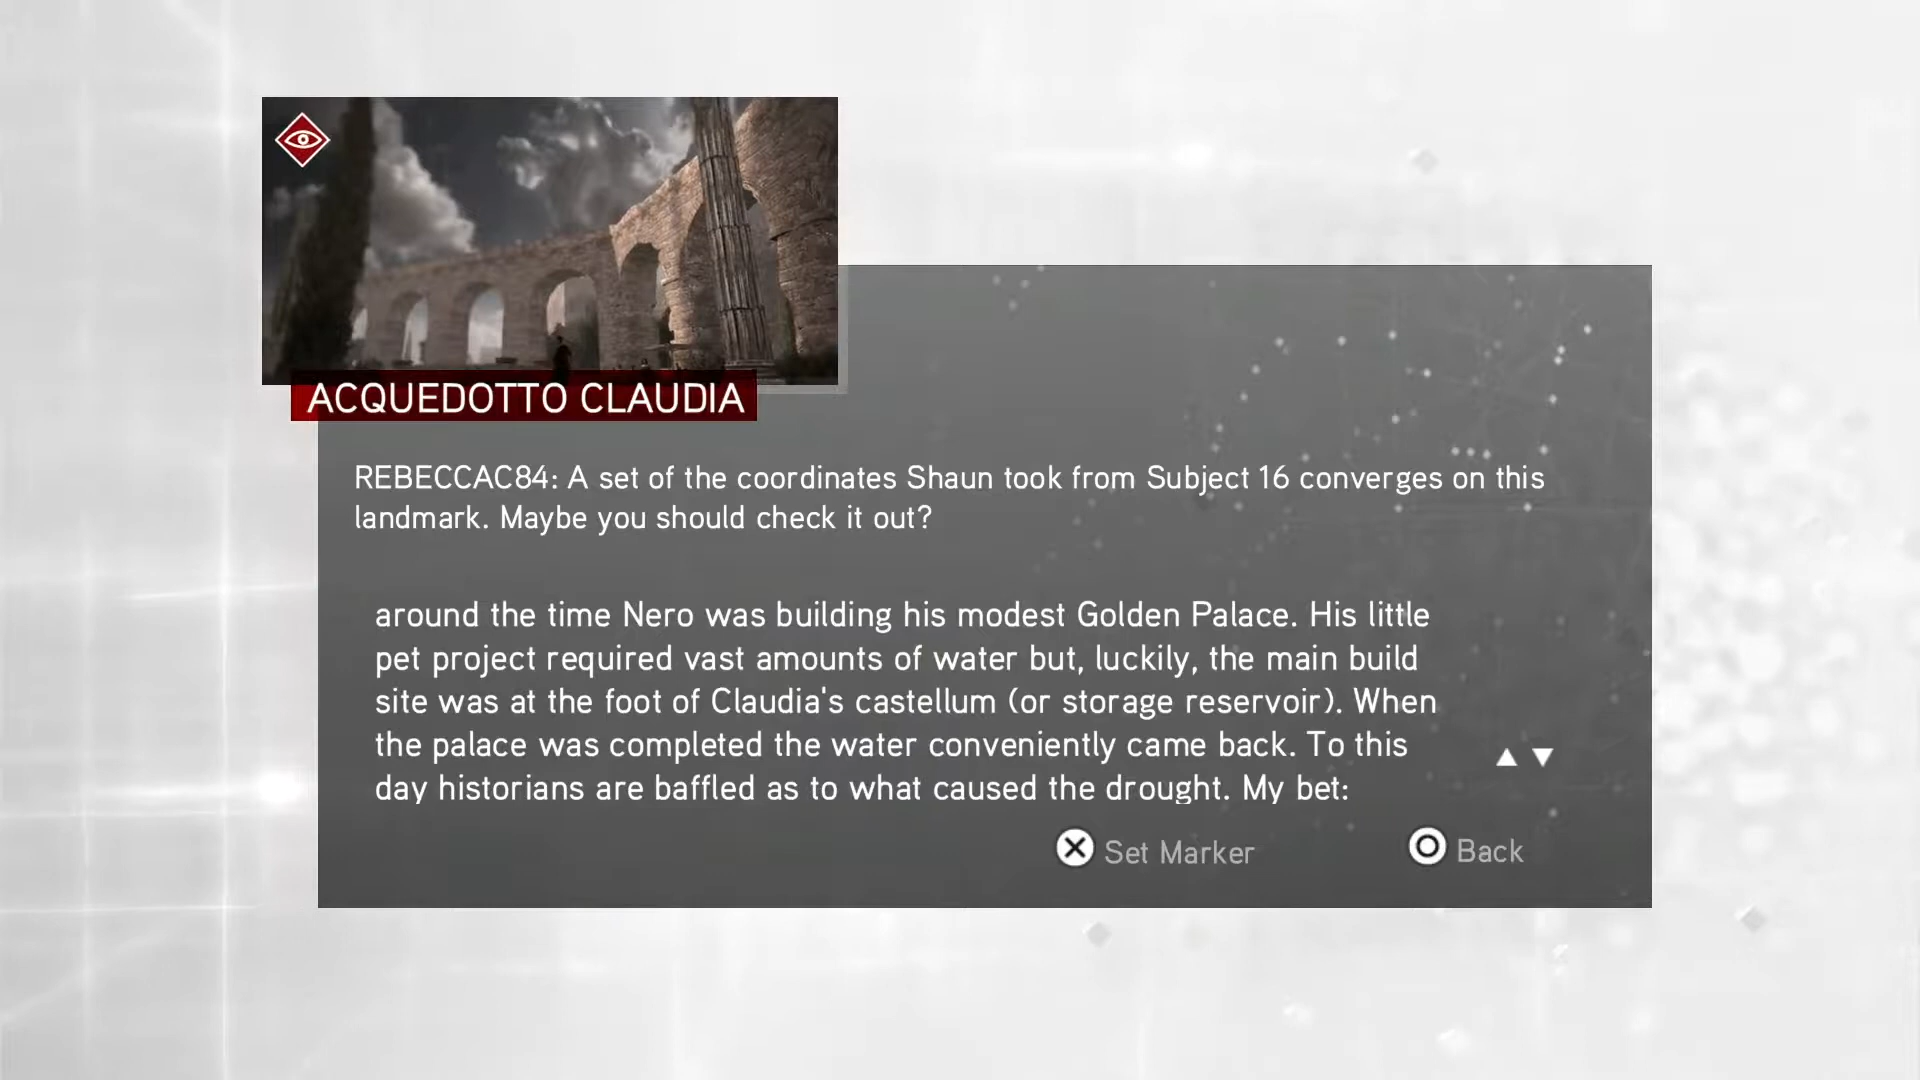 ACQUEDOTTO CLAUDIA
REBECCAC84: A set of the coordinates Shaun took from Subject 16 converges on this
landmark. Maybe you should check it out?
around the time Nero was building his modest Golden Palace. His little
pet project required vast amounts of water but, luckily, the main build
site was at the foot of Claudia's castellum (or storage reservoir). When
the palace was completed the water conveniently came back. To this
day historians are baffled as to what caused the drought. My bet:
Set Marker
Back